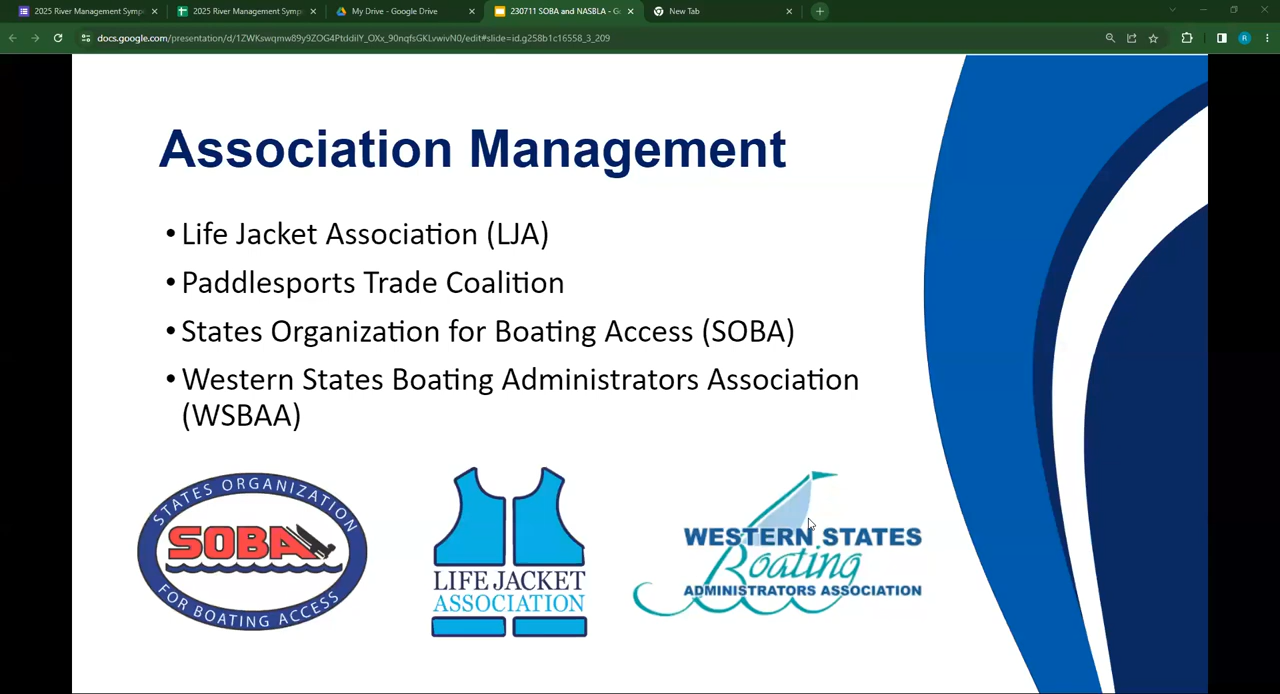 2025 River Management Symp
2025 River Management Symp
My Drive - Google Drive
230711 SOBA and NASBLA - Go
New Tab
docs.google.com/presentation/d/1ZWKswqmw89y9ZOG4PtddilY_OXx_90nqfsGKLvwivN0/edit#slide=id.g258b1c16558_3_209
R
Association Management
• Life Jacket Association (LJA)
• Paddlesports Trade Coalition
• States Organization for Boating Access (SOBA)
• Western States Boating Administrators Association
(WSBAA)
STATES ORGANIZATION
SOBA
FOR BOATING ACCESS
LIFE JACKET
ASSOCIATION
WESTERN STATES
Boating
ADMINISTRATORS ASSOCIATION